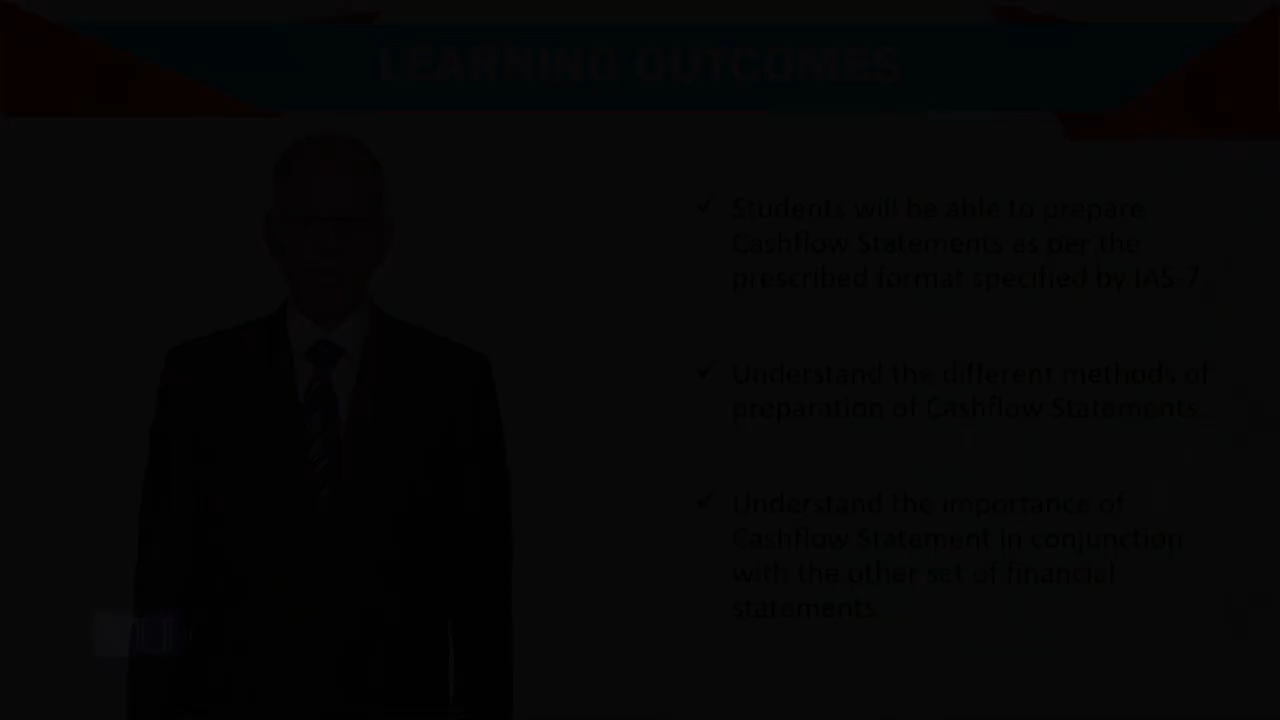 LEARNING OUTCOMES
✓ Students will be able to prepare
Cashflow Statements as per the
prescribed format specified by IAS-7
✓ Understand the different methods of
preparation of Cashflow Statements.
✓ Understand the importance of
Cashflow Statement in conjunction
with the other set of financial
statements.